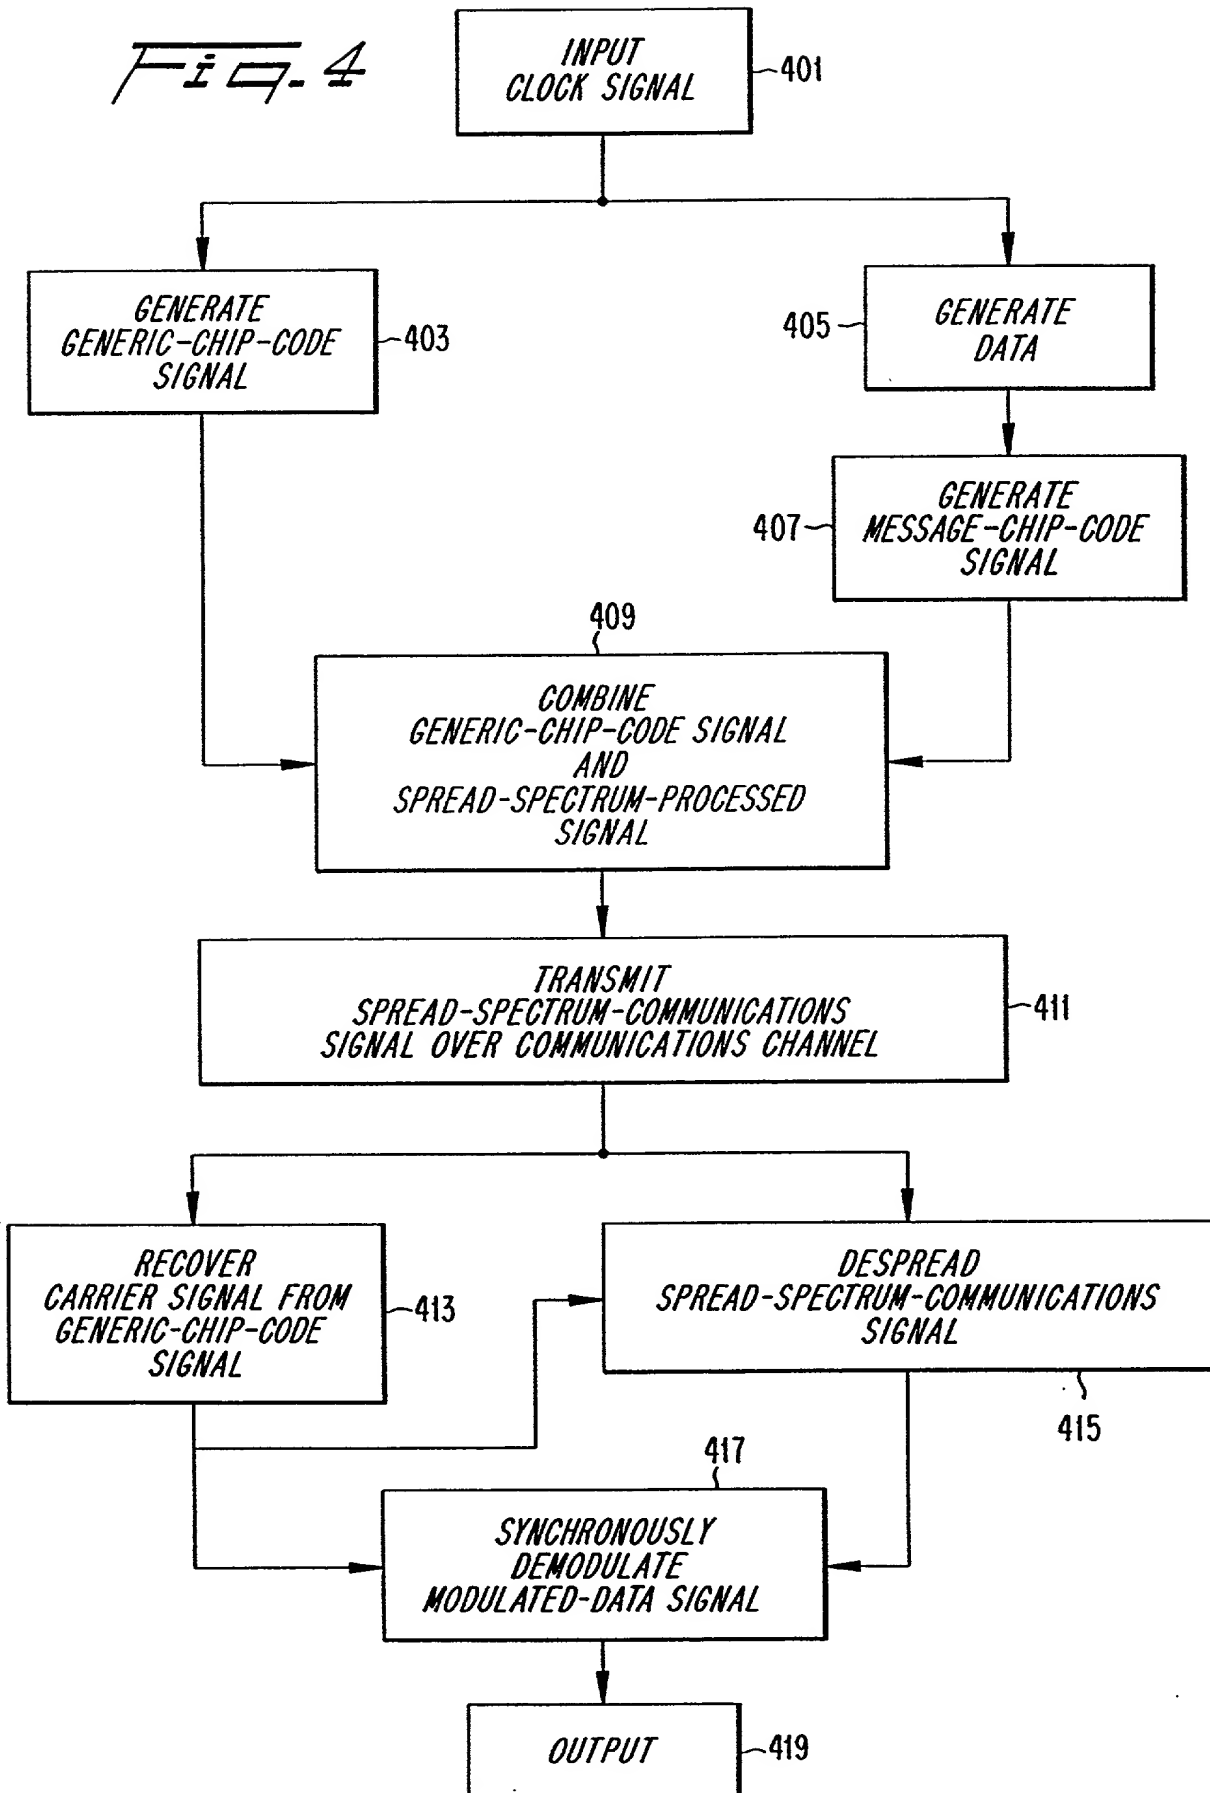 Fig. 4
INPUT
CLOCK SIGNAL
401
GENERATE
GENERIC-CHIP-CODE
SIGNAL
403
405
GENERATE
DATA
407
GENERATE
MESSAGE-CHIP-CODE
SIGNAL
409
COMBINE
GENERIC-CHIP-CODE SIGNAL
AND
SPREAD-SPECTRUM-PROCESSED
SIGNAL
TRANSMIT
SPREAD-SPECTRUM-COMMUNICATIONS
SIGNAL OVER COMMUNICATIONS CHANNEL
411
RECOVER
CARRIER SIGNAL FROM
GENERIC-CHIP-CODE
SIGNAL
413
DESPREAD
SPREAD-SPECTRUM-COMMUNICATIONS
SIGNAL
415
417
SYNCHRONOUSLY
DEMODULATE
MODULATED-DATA SIGNAL
OUTPUT
419